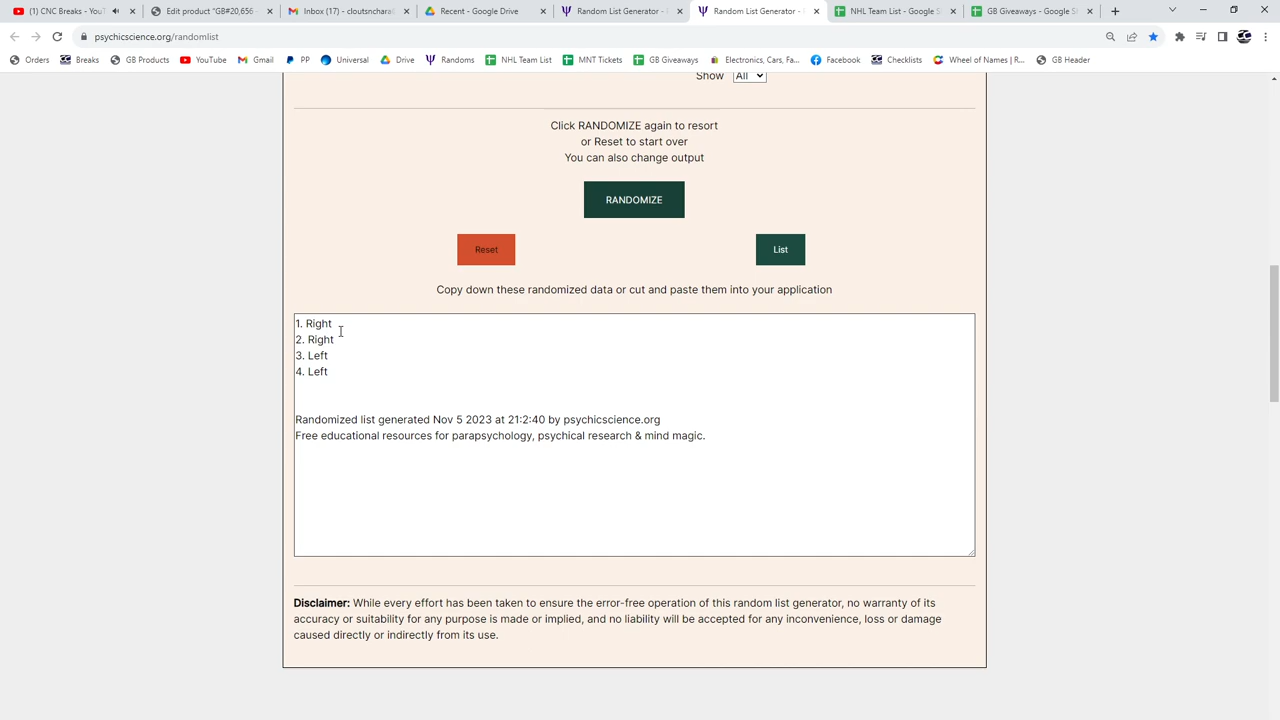 (1) CNC Breaks - YouT
Edit product "GB#20,656 -
Inbox (17) - cloutsnchara
Recent - Google Drive
Random List Generator -
Random List Generator -
NHL Team List - Google S
GB Giveaways - Google S
psychicscience.org/randomlist
Orders
Breaks
GB Products
YouTube
Gmail
PP
Universal
Drive
Randoms
NHL Team List
MNT Tickets
GB Giveaways
Electronics, Cars, Fa...
Facebook
Checklists
Wheel of Names | R...
GB Header
Show All
Click RANDOMIZE again to resort
or Reset to start over
You can also change output
RANDOMIZE
Reset
List
Copy down these randomized data or cut and paste them into your application
1. Right
2. Right
3. Left
4. Left
Randomized list generated Nov 5 2023 at 21:2:40 by psychicscience.org
Free educational resources for parapsychology, psychical research & mind magic.
Disclaimer: While every effort has been taken to ensure the error-free operation of this random list generator, no warranty of its
accuracy or suitability for any purpose is made or implied, and no liability will be accepted for any inconvenience, loss or damage
caused directly or indirectly from its use.